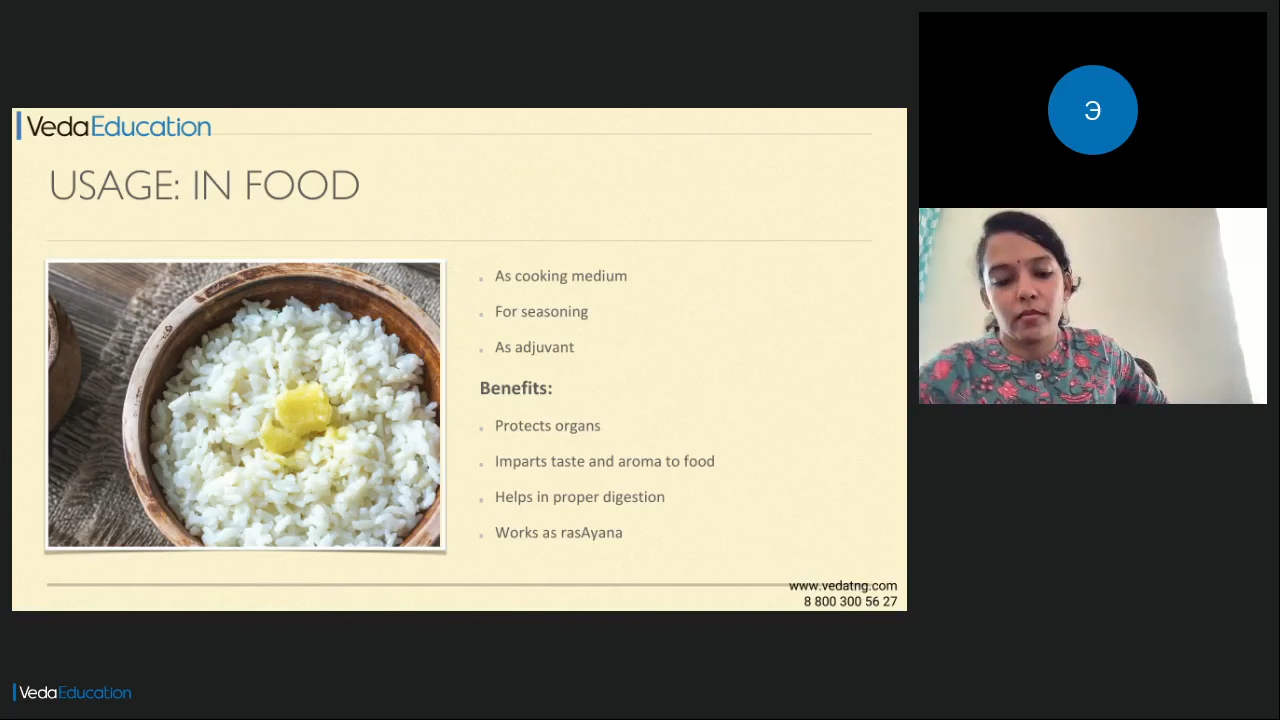 VedaEducation
USAGE: IN FOOD
As cooking medium
For seasoning
As adjuvant
Benefits:
Protects organs
Imparts taste and aroma to food
Helps in proper digestion
Works as rasAyana
www.vedatng.com
8 800 300 56 27
Э
VedaEducation